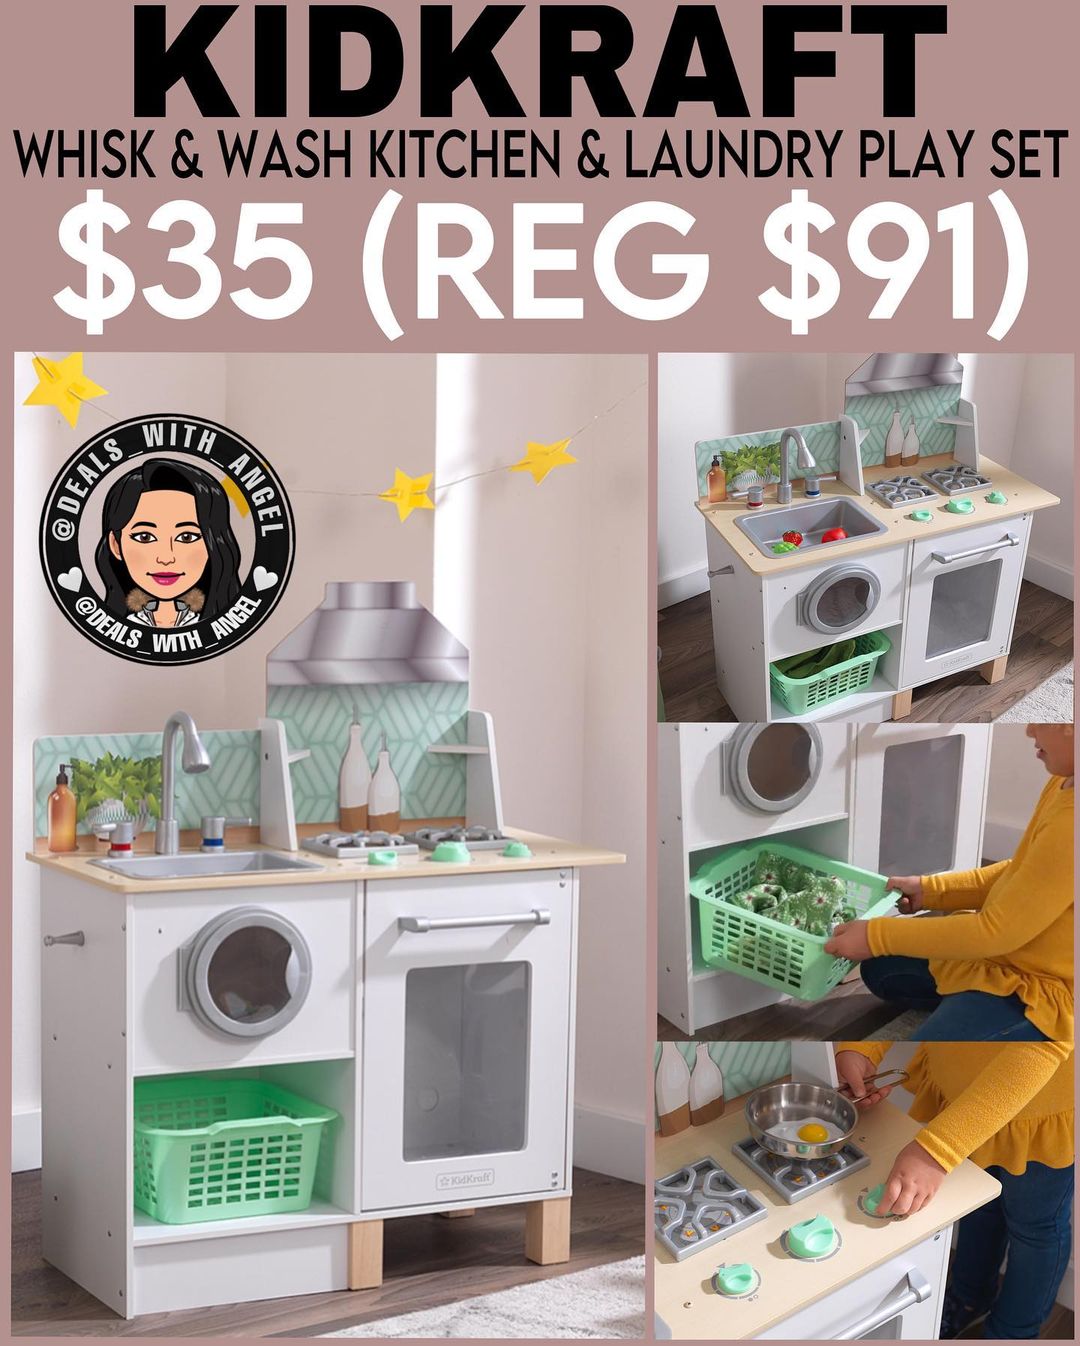 KIDKRAFT
WHISK & WASH KITCHEN & LAUNDRY PLAY SET
$35 (REG $91)
@DEALS_WITH_ANGEL
@DEALS_WITH_ANGEL
KidKraft